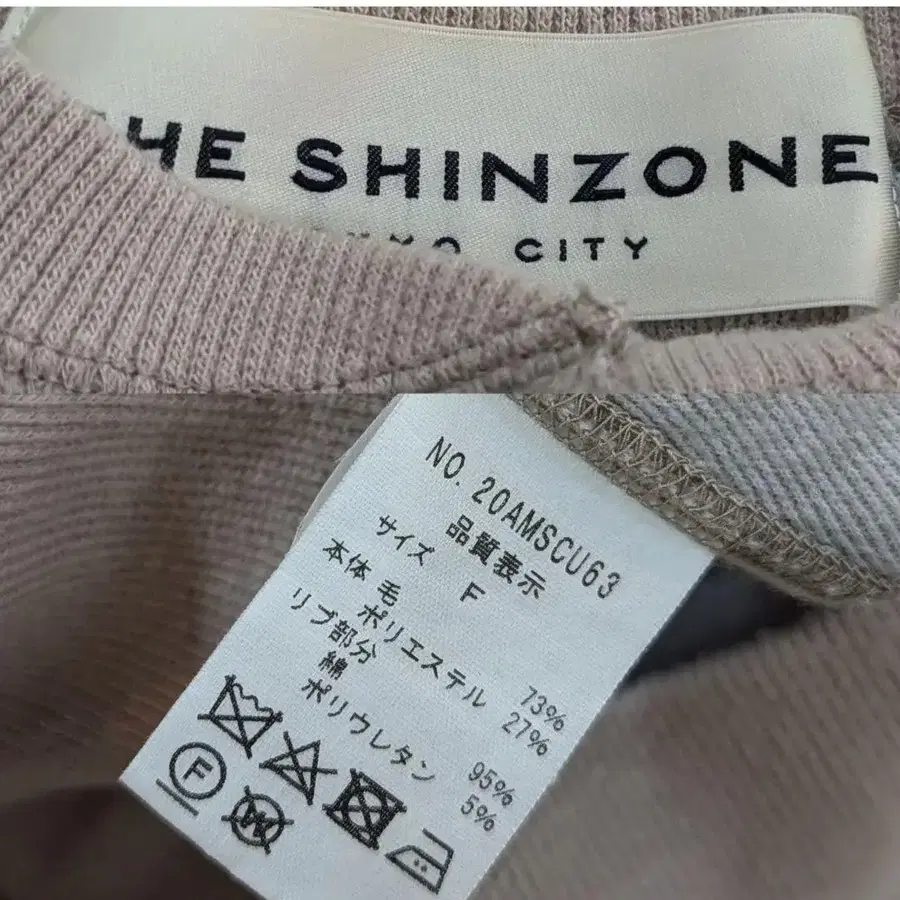 THE SHINZONE
CITY
NO. 20AMSCU63
品質表示
サイズ F
本体 毛 73%
ポリエステル 27%
リブ部分
綿 95%
ポリウレタン 5%
F
W